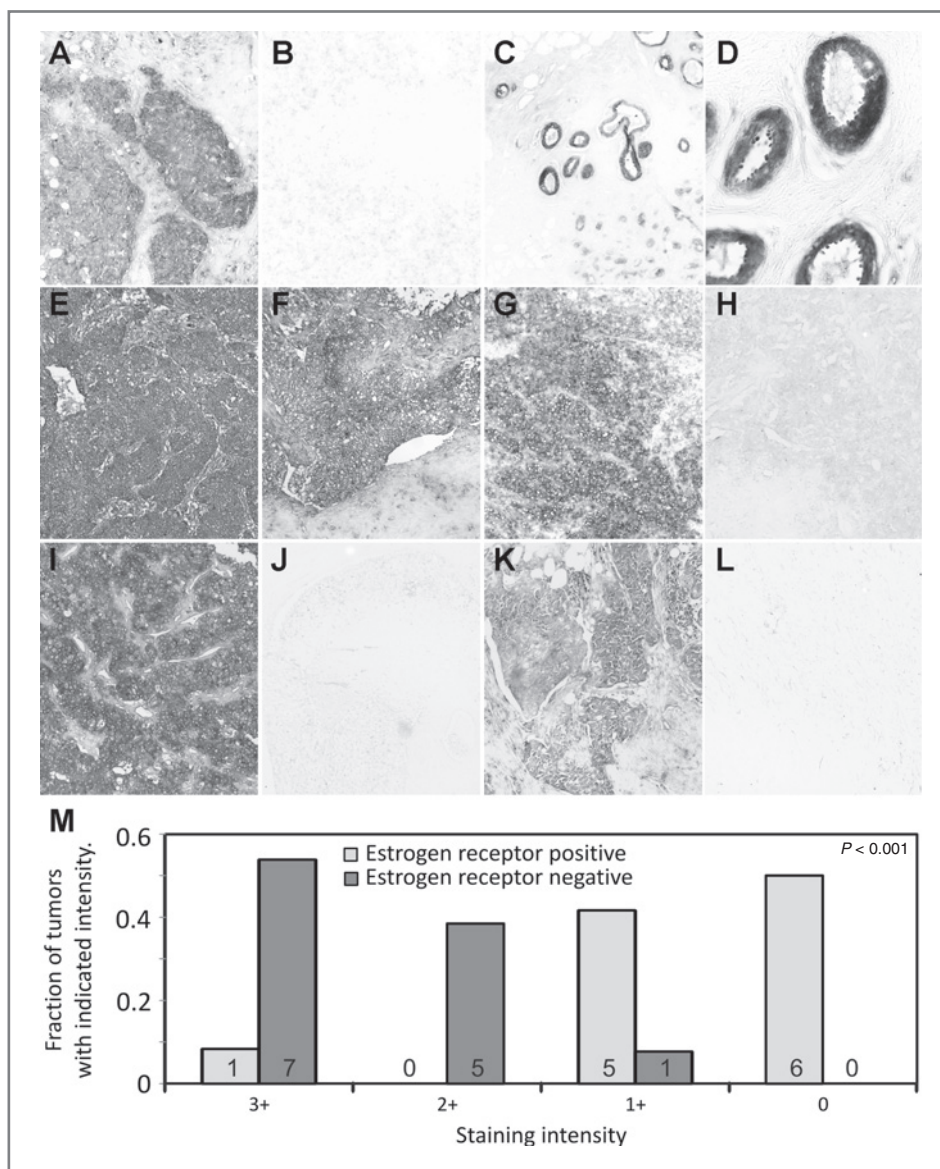 A B C D
E F G H
I J K L
M
P < 0.001
Estrogen receptor positive
Estrogen receptor negative
Fraction of tumors
with indicated intensity.
0.6
0.4
0.2
0
1 7 0 5 5 1 6 0
3+ 2+ 1+ 0
Staining intensity